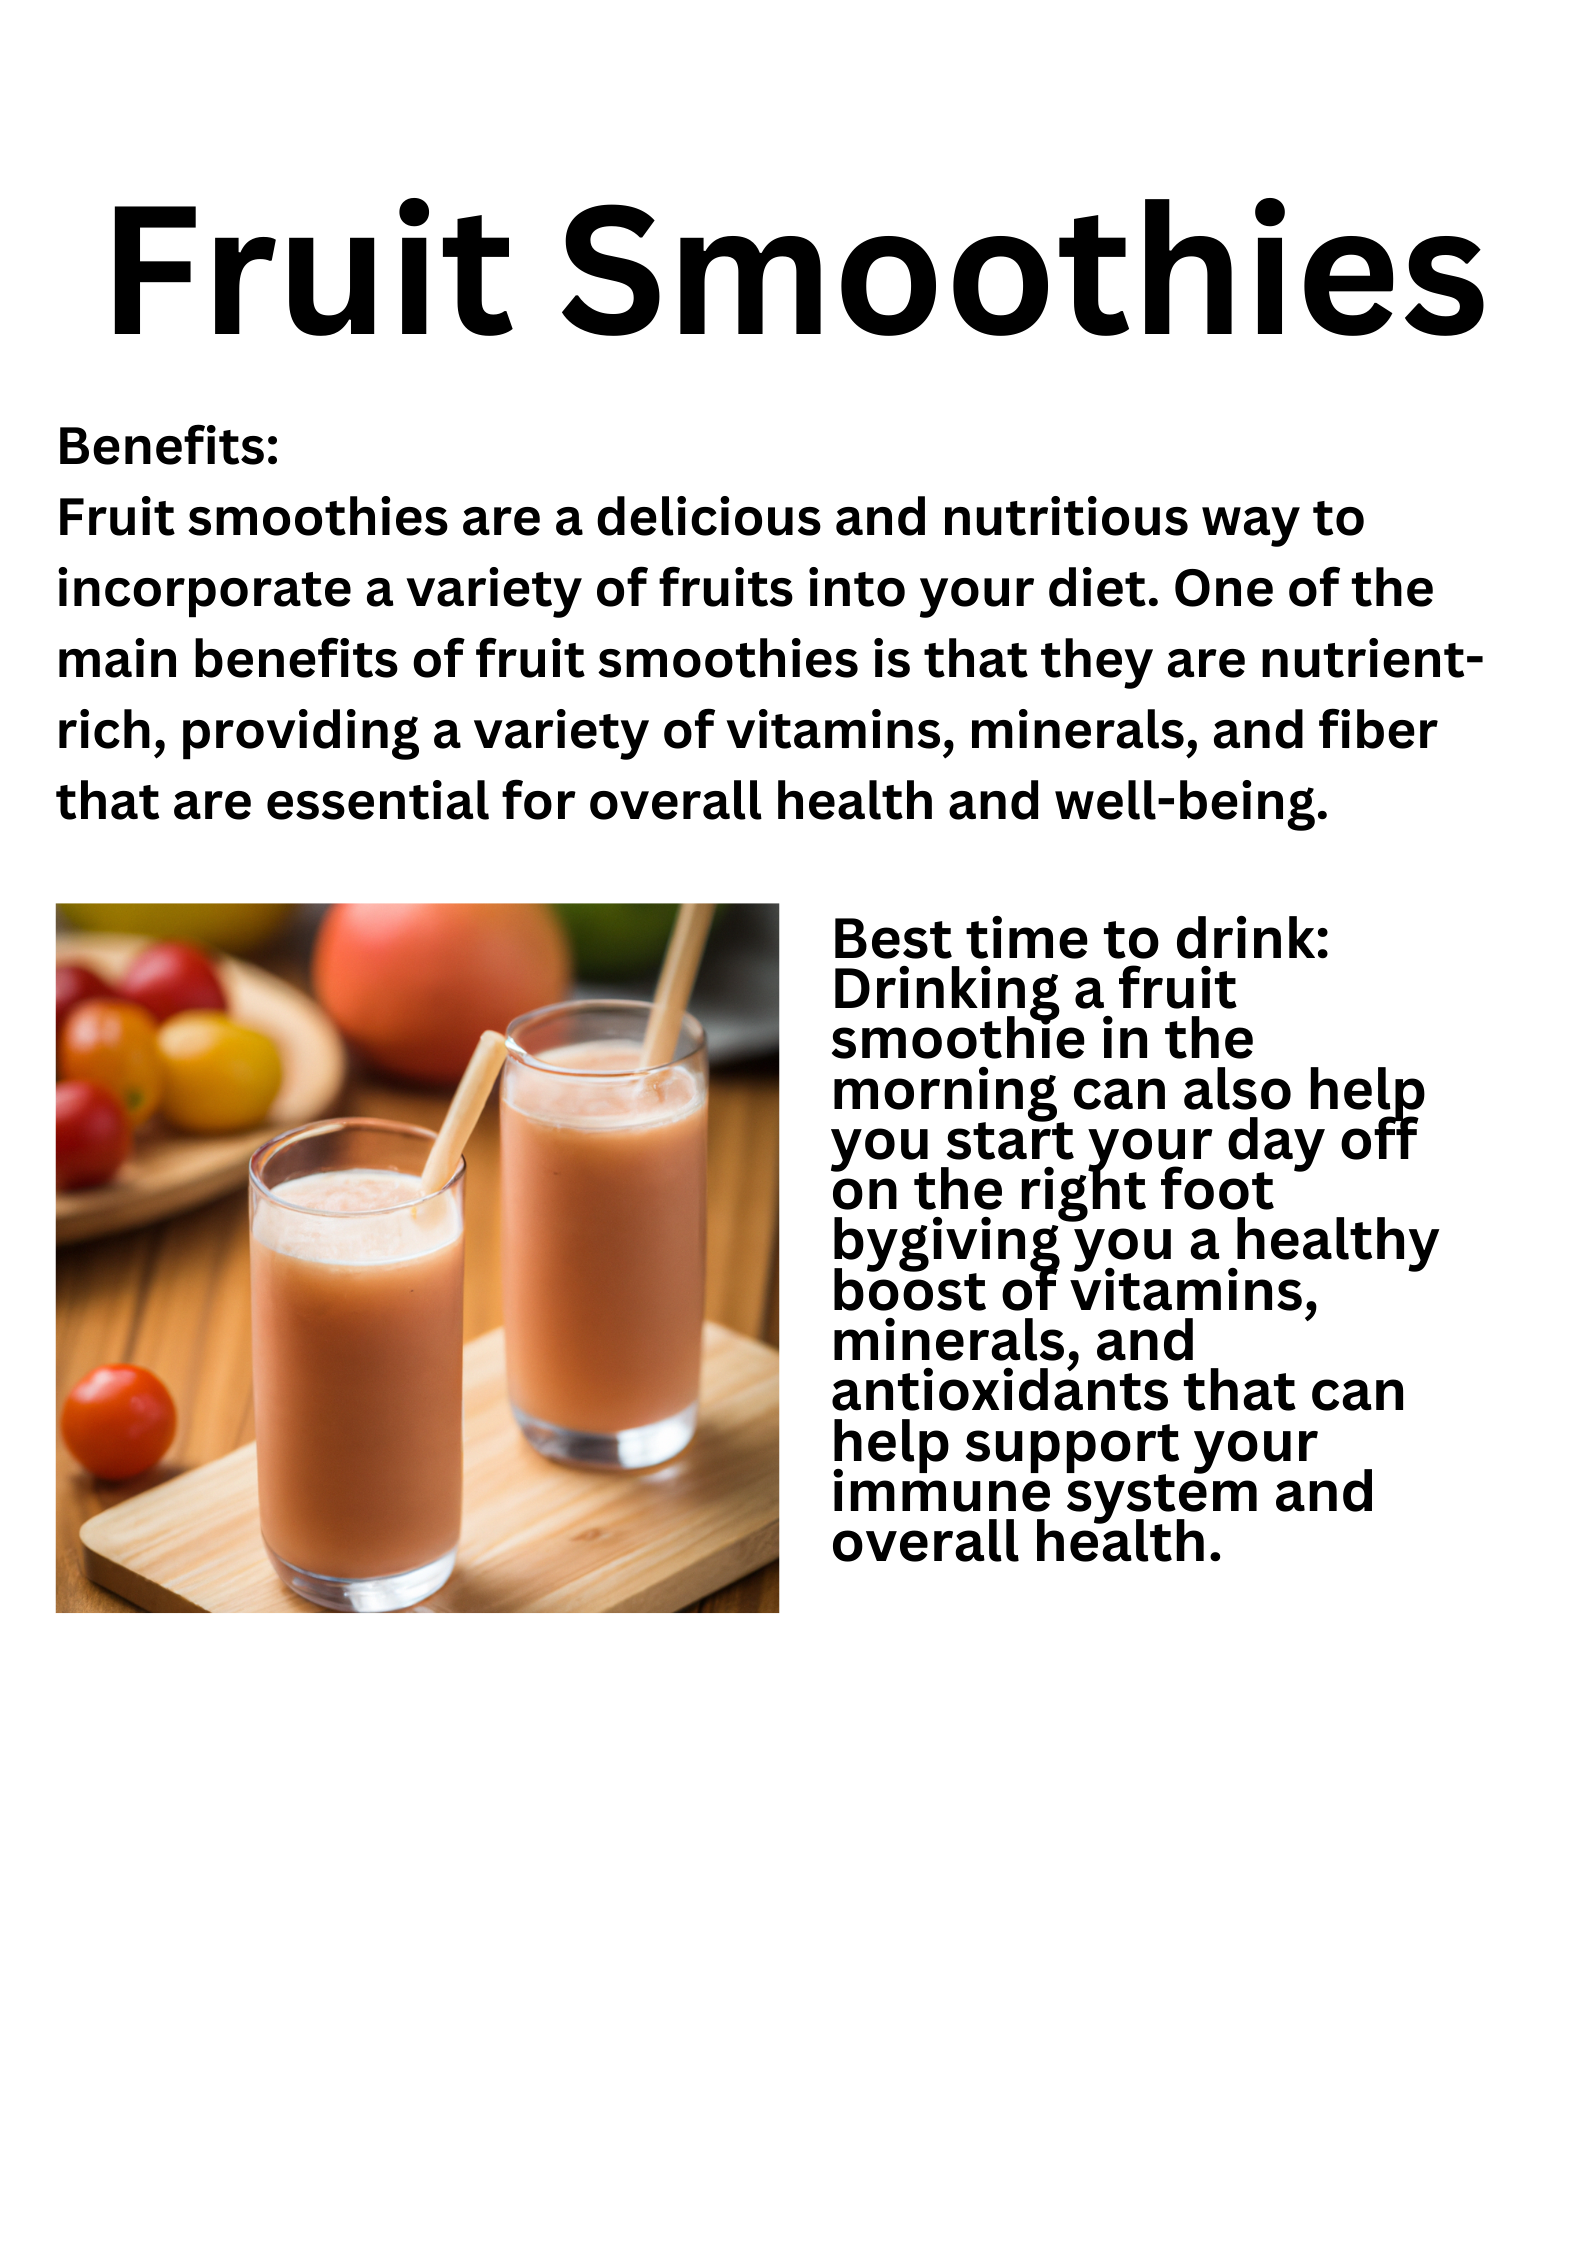 Fruit Smoothies
Benefits:
Fruit smoothies are a delicious and nutritious way to
incorporate a variety of fruits into your diet. One of the
main benefits of fruit smoothies is that they are nutrient-
rich, providing a variety of vitamins, minerals, and fiber
that are essential for overall health and well-being.
Best time to drink:
Drinking a fruit
smoothie in the
morning can also help
you start your day off
on the right foot
bygiving you a healthy
boost of vitamins,
minerals, and
antioxidants that can
help support your
immune system and
overall health.